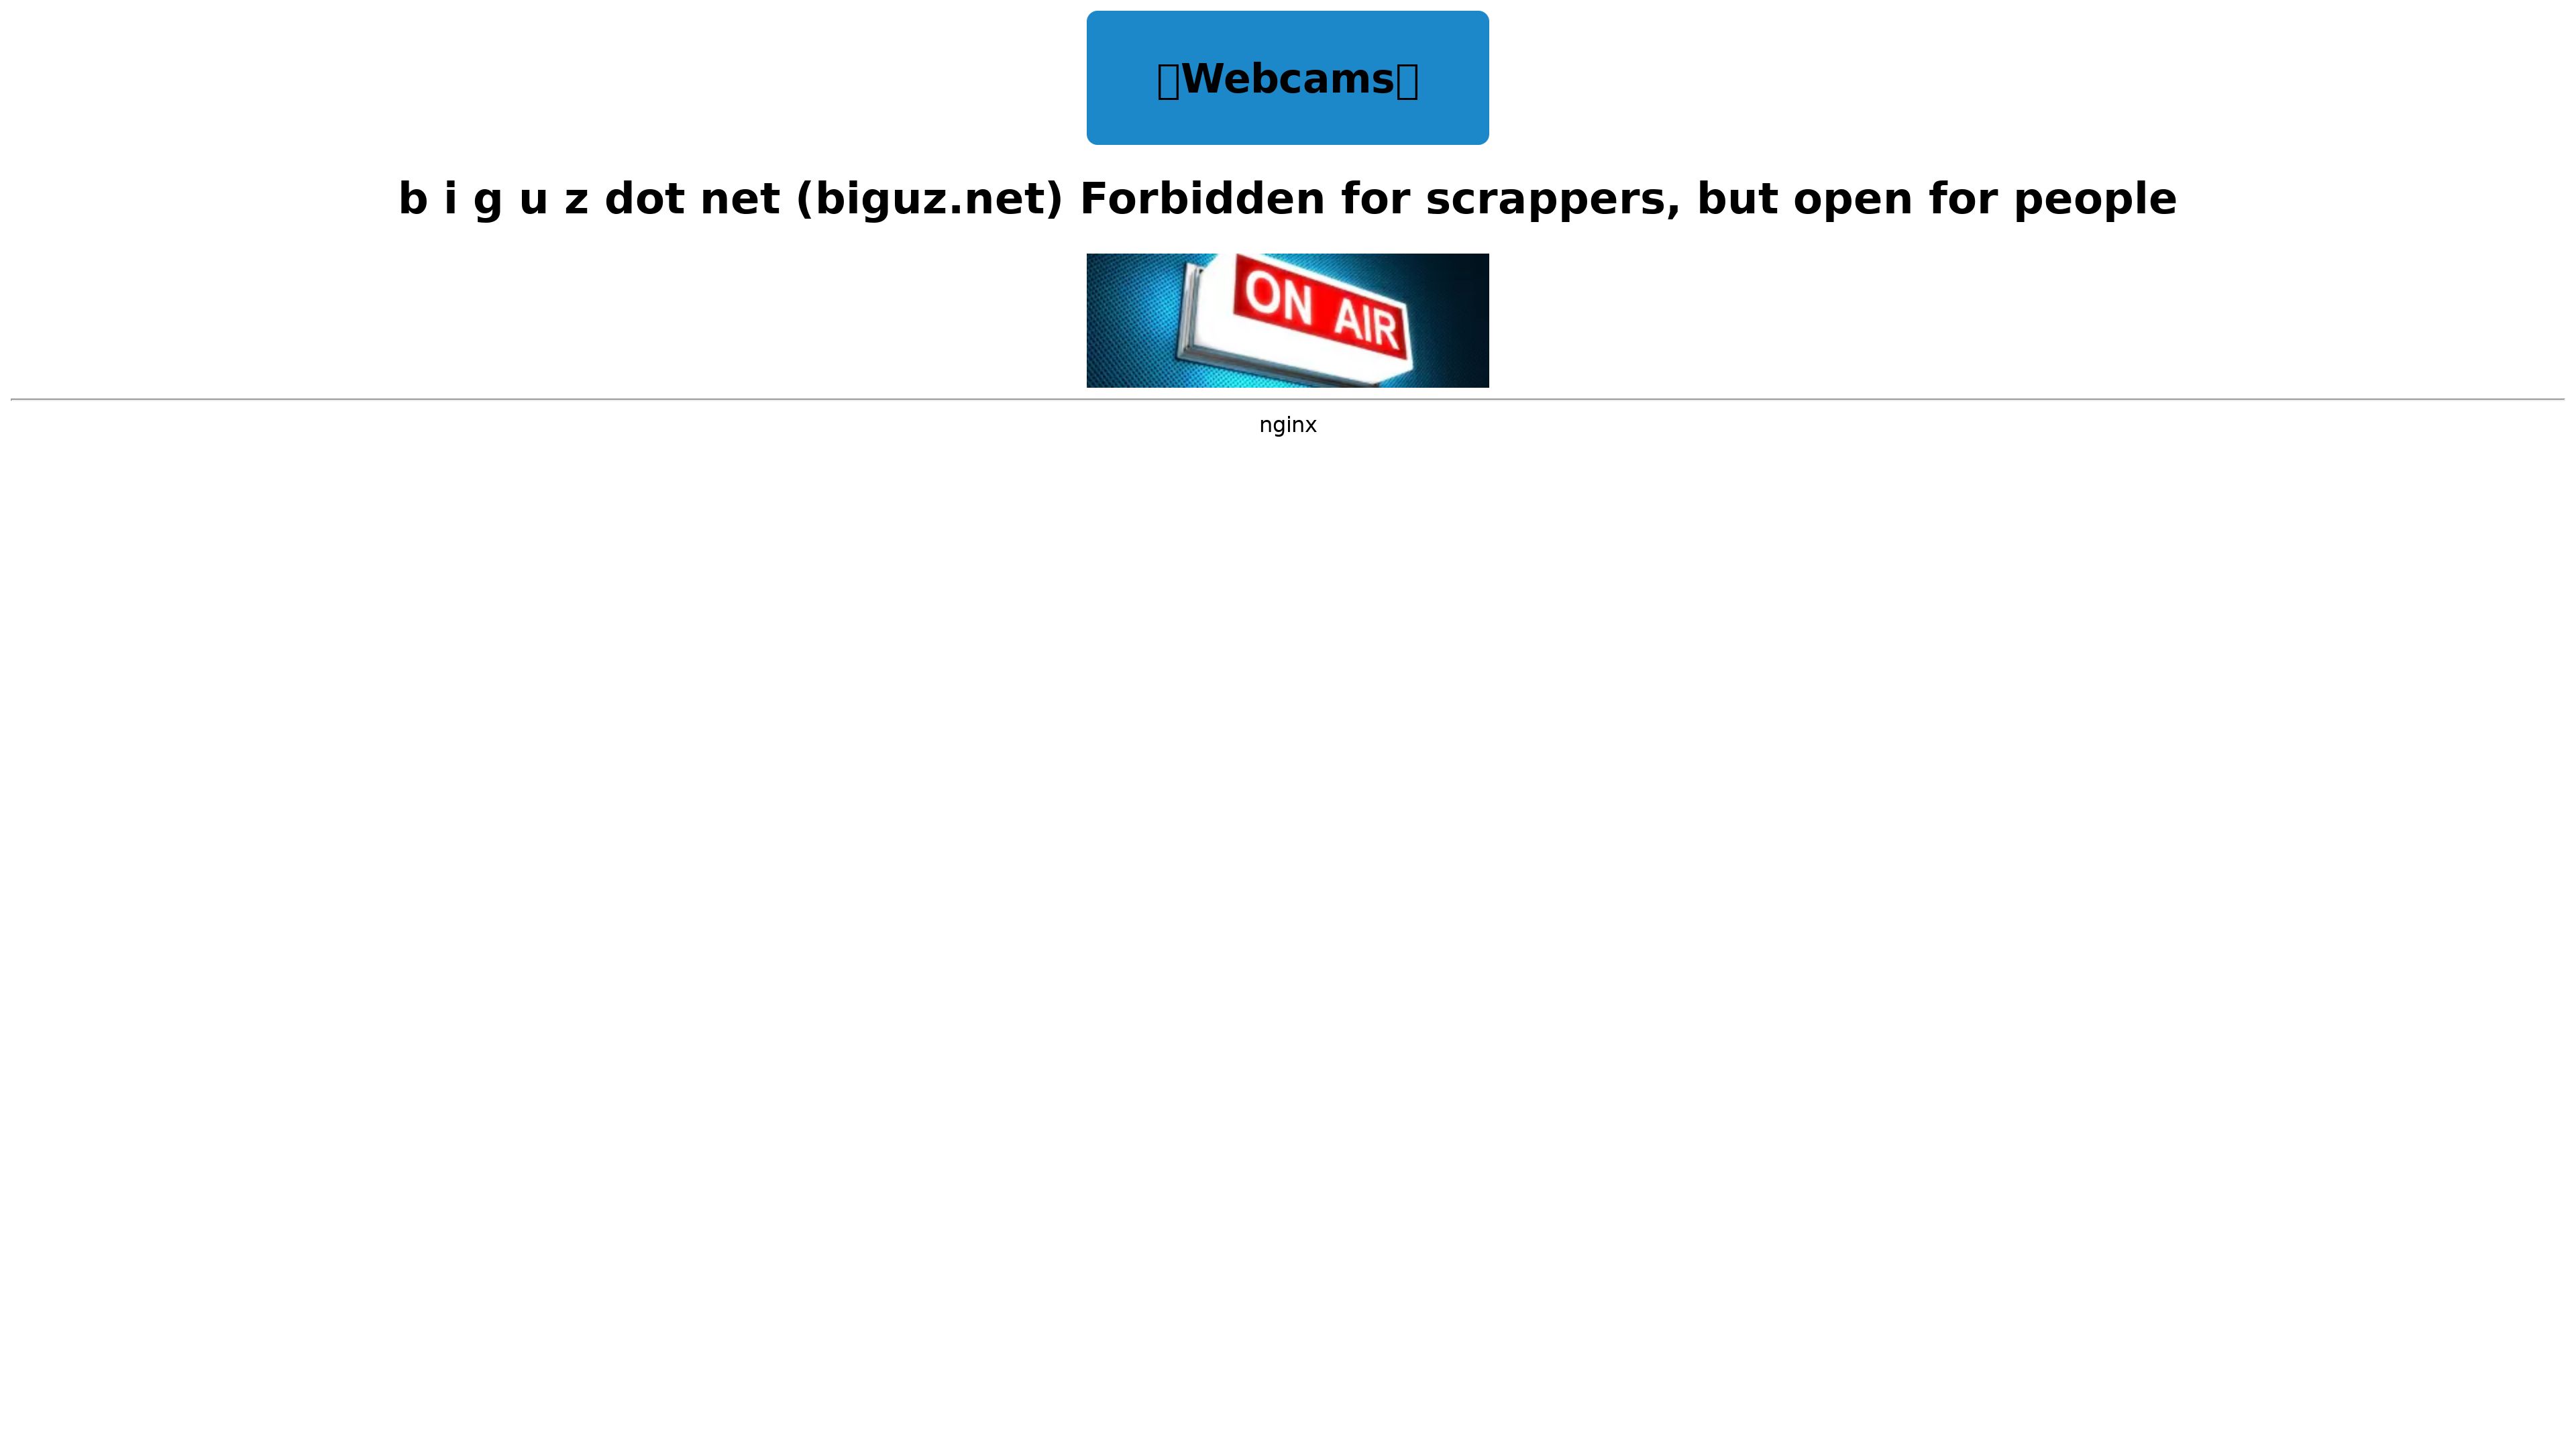 Webcams
b i g u z dot net (biguz.net) Forbidden for scrappers, but open for people
ON AIR
nginx